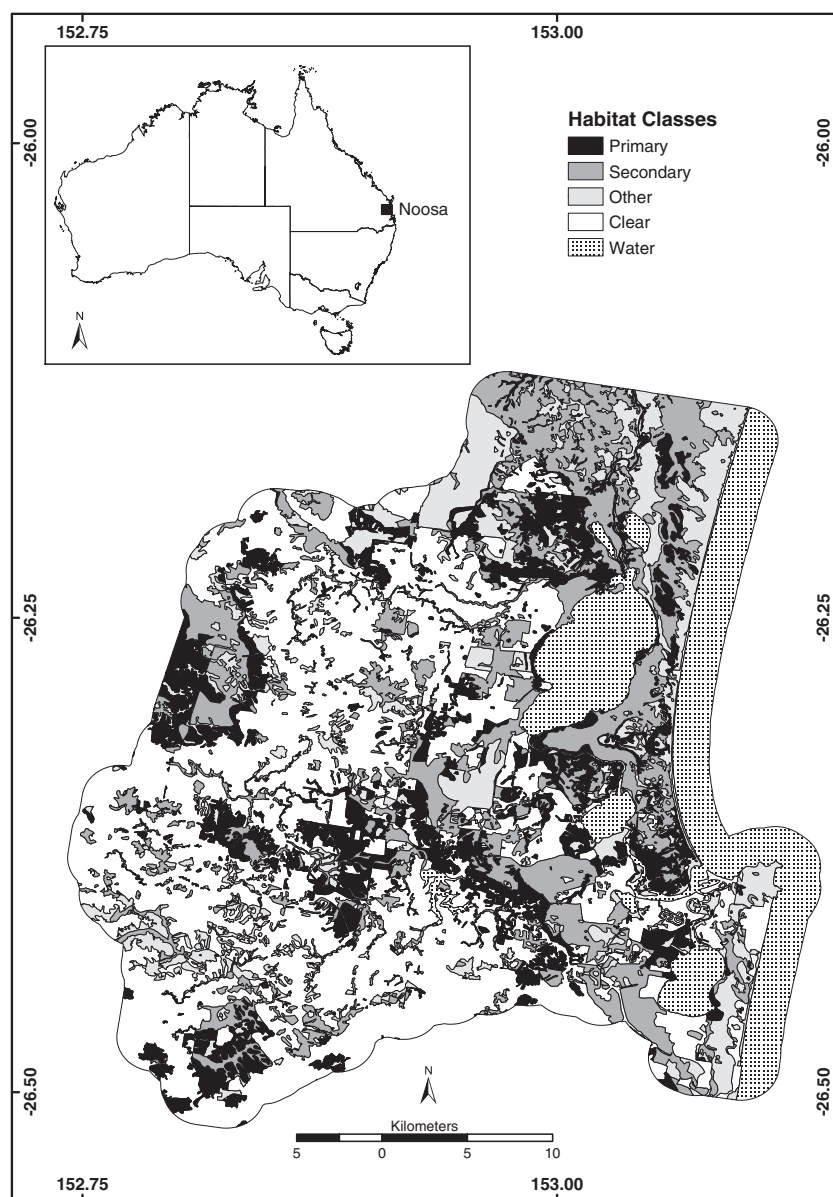 152.75
153.00
-26.00
-26.00
Noosa
N
Habitat Classes
Primary
Secondary
Other
Clear
Water
-26.25
-26.25
-26.50
-26.50
N
Kilometers
5 0 5 10
152.75
153.00